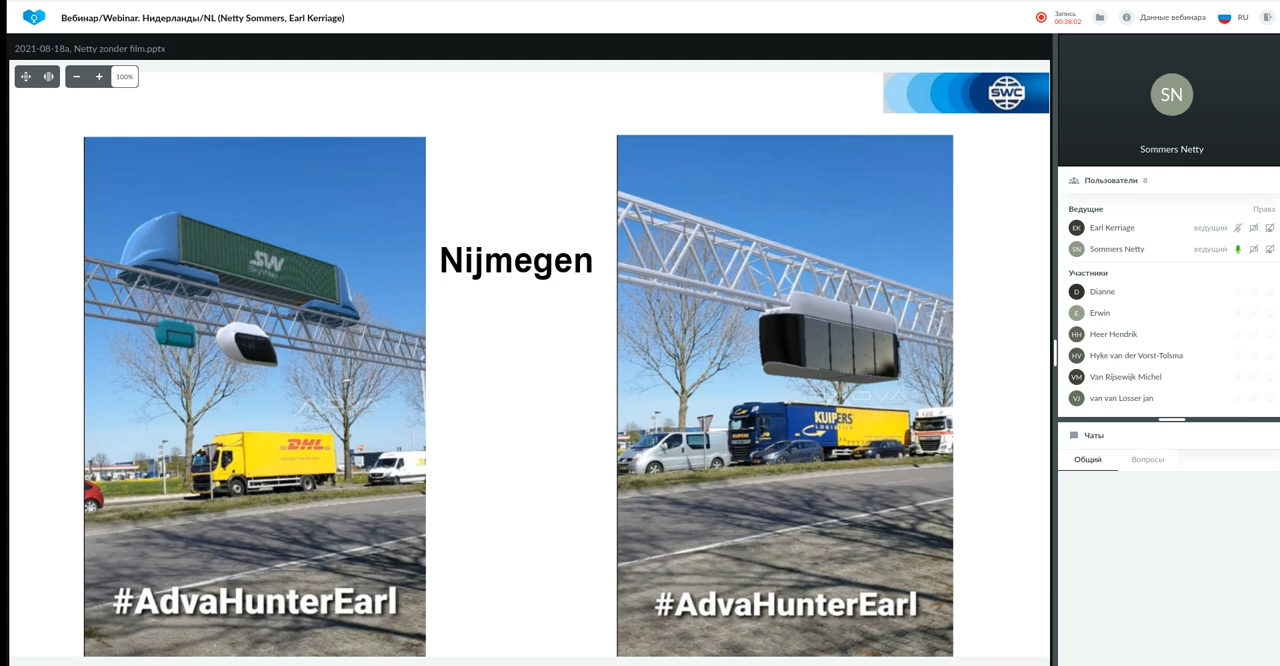 Вебинар/Webinar. Нидерланды/NL (Netty Sommers, Earl Kerriage)
Запись
00:38:02
Данные вебинара
RU
2021-08-18a, Netty zonder film.pptx
100%
SWC
SN
Sommers Netty
Nijmegen
SW
DHL
#AdvaHunterEarl
KUIPERS
KUIPERS
LOGISTICS
#AdvaHunterEarl
Пользователи 8
Ведущие Права
EK Earl Kerriage ведущий
SN Sommers Netty ведущий
Участники
D Dianne
E Erwin
HH Heer Hendrik
HV Hyke van der Vorst-Tolsma
VM Van Rijsewijk Michel
VJ van van Losser jan
Чаты
Общий Вопросы